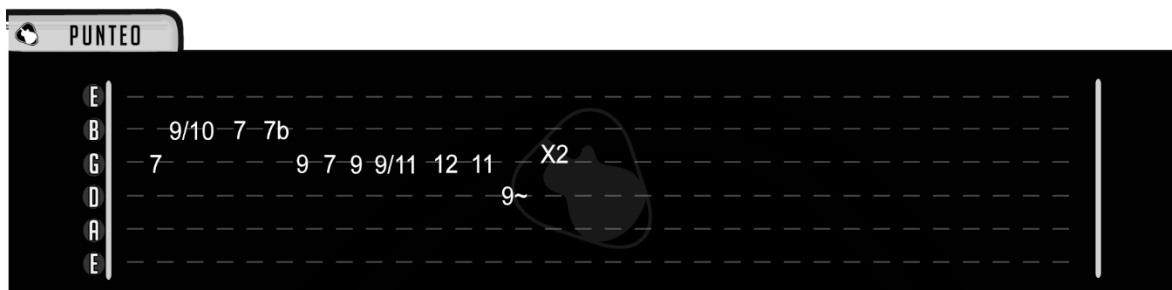 PUNTEO
E
B 9/10 7 7b
G 7 9 7 9 9/11 12 11 X2
D 9~
A
E